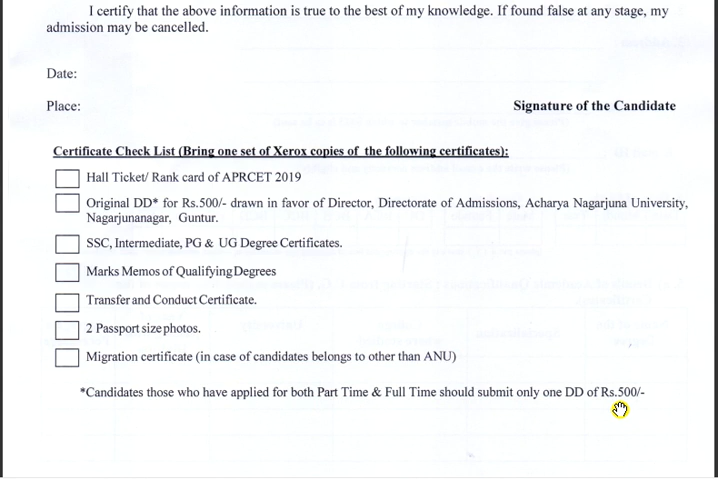 I certify that the above information is true to the best of my knowledge. If found false at any stage, my
admission may be cancelled.
Date:
Place:
Signature of the Candidate
Certificate Check List (Bring one set of Xerox copies of the following certificates):
Hall Ticket/ Rank card of APRCET 2019
Original DD* for Rs.500/- drawn in favor of Director, Directorate of Admissions, Acharya Nagarjuna University,
Nagarjunanagar, Guntur.
SSC, Intermediate, PG & UG Degree Certificates.
Marks Memos of Qualifying Degrees
Transfer and Conduct Certificate.
2 Passport size photos.
Migration certificate (in case of candidates belongs to other than ANU)
*Candidates those who have applied for both Part Time & Full Time should submit only one DD of Rs.500/-